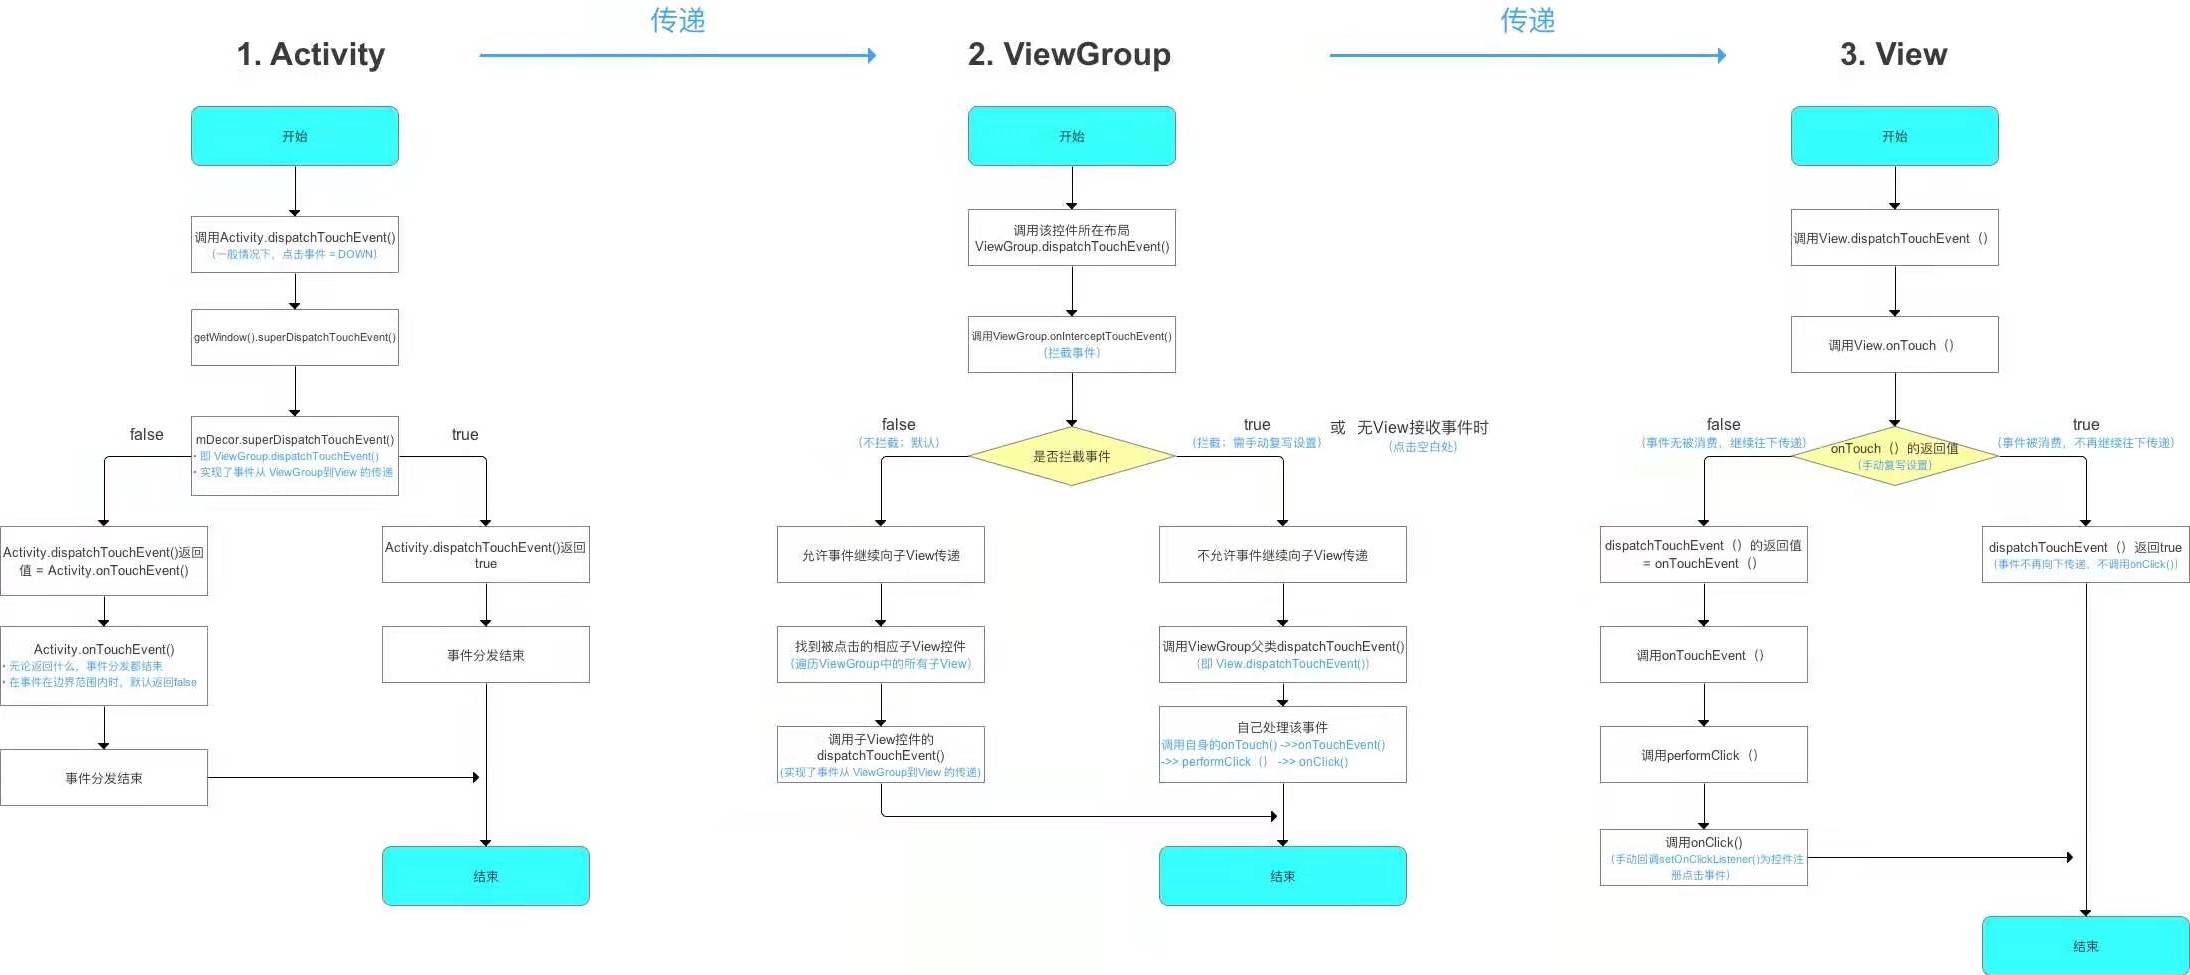 传递
传递
1. Activity
2. ViewGroup
3. View
开始
调用Activity.dispatchTouchEvent()
(一般情况下，点击事件 = DOWN)
getWindow().superDispatchTouchEvent()
false
true
mDecor.superDispatchTouchEvent()
• 即 ViewGroup.dispatchTouchEvent()
• 实现了事件从 ViewGroup到View 的传递
Activity.dispatchTouchEvent()返回
值 = Activity.onTouchEvent()
Activity.dispatchTouchEvent()返回
true
Activity.onTouchEvent()
• 无论返回什么，事件分发都结束
• 在事件在边界范围内时，默认返回false
事件分发结束
事件分发结束
结束
开始
调用该控件所在布局
ViewGroup.dispatchTouchEvent()
调用ViewGroup.onInterceptTouchEvent()
（拦截事件）
false
（不拦截；默认）
true
（拦截；需手动复写设置）
或 无View接收事件时
（点击空白处）
是否拦截事件
允许事件继续向子View传递
不允许事件继续向子View传递
找到被点击的相应子View控件
（遍历ViewGroup中的所有子View）
调用ViewGroup父类dispatchTouchEvent()
（即 View.dispatchTouchEvent()）
调用子View控件的
dispatchTouchEvent()
(实现了事件从 ViewGroup到View 的传递)
自己处理该事件
调用自身的onTouch() ->>onTouchEvent()
->> performClick（） ->> onClick()
结束
开始
调用View.dispatchTouchEvent（）
调用View.onTouch（）
false
（事件无被消费，继续往下传递）
true
（事件被消费，不再继续往下传递）
onTouch（）的返回值
（手动复写设置）
dispatchTouchEvent（）的返回值
= onTouchEvent（）
dispatchTouchEvent（）返回true
（事件不再向下传递，不调用onClick()）
调用onTouchEvent（）
调用performClick（）
调用onClick()
（手动回调setOnClickListener()为控件注
册点击事件）
结束